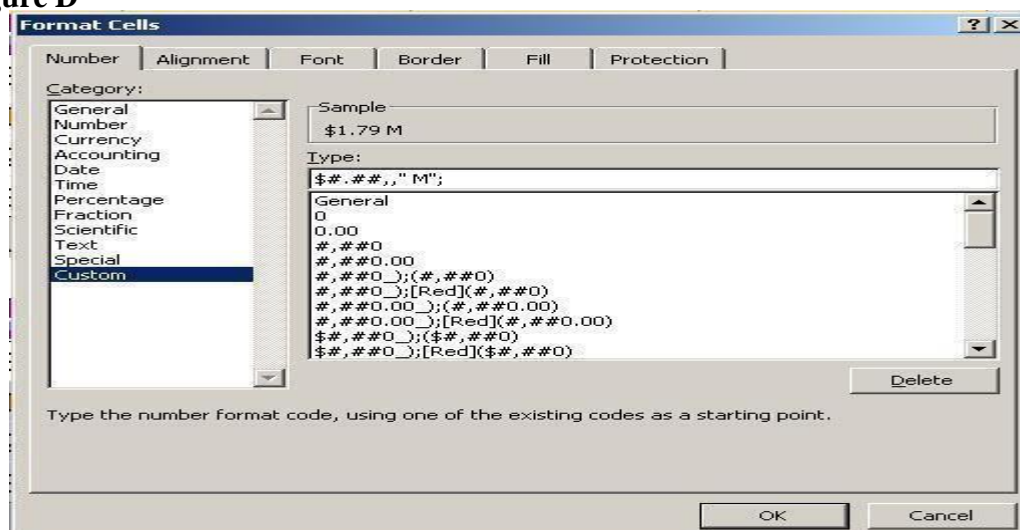 gure D
Format Cells
Number Alignment Font Border Fill Protection
Category:
General
Number
Currency
Accounting
Date
Time
Percentage
Fraction
Scientific
Text
Special
Custom
Sample
$1.79 M
Type:
$#.##,," M";
General
0
0.00
#,##0
#,##0.00
#,##0_);(#,##0)
#,##0_);[Red](#,##0)
#,##0.00_);(#,##0.00)
#,##0.00_);[Red](#,##0.00)
$#,##0_);($#,##0)
$#,##0_);[Red]($#,##0)
Delete
Type the number format code, using one of the existing codes as a starting point.
OK Cancel